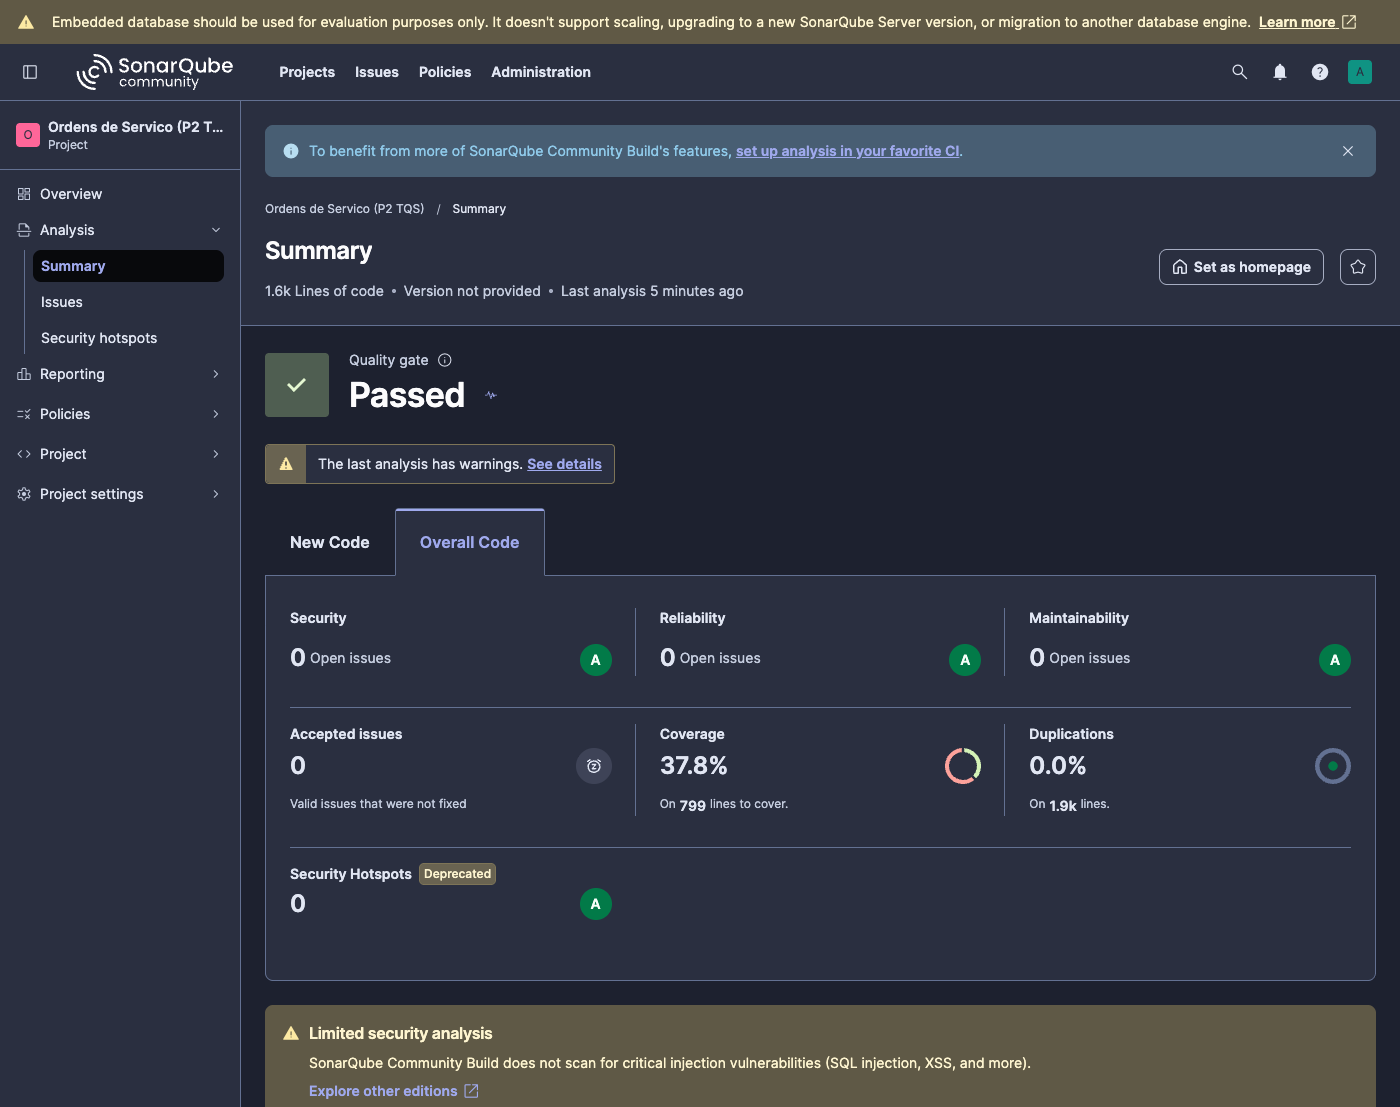 Embedded database should be used for evaluation purposes only. It doesn't support scaling, upgrading to a new SonarQube Server version, or migration to another database engine. Learn more
SonarQube community
Projects Issues Policies Administration
A
O
Ordens de Servico (P2 T...
Project
Overview
Analysis
Summary
Issues
Security hotspots
Reporting
Policies
Project
Project settings
To benefit from more of SonarQube Community Build's features, set up analysis in your favorite CI.
Ordens de Servico (P2 TQS) / Summary
Summary
Set as homepage
1.6k Lines of code • Version not provided • Last analysis 5 minutes ago
Quality gate
Passed
The last analysis has warnings. See details
New Code
Overall Code
Security
0 Open issues
A
Reliability
0 Open issues
A
Maintainability
0 Open issues
A
Accepted issues
0
Valid issues that were not fixed
Coverage
37.8%
On 799 lines to cover.
Duplications
0.0%
On 1.9k lines.
Security Hotspots Deprecated
0
A
Limited security analysis
SonarQube Community Build does not scan for critical injection vulnerabilities (SQL injection, XSS, and more).
Explore other editions